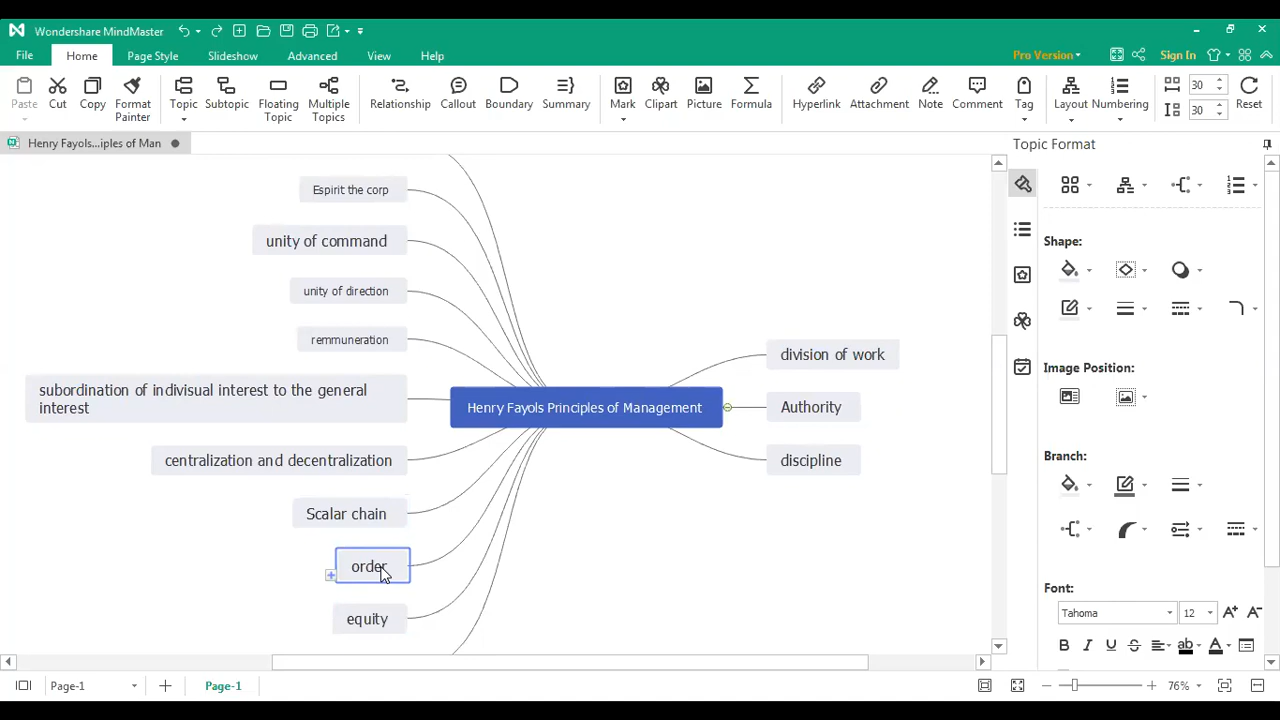 Wondershare MindMaster
File Home Page Style Slideshow Advanced View Help Pro Version Sign In
Paste Cut Copy Format Painter Topic Subtopic Floating Topic Multiple Topics Relationship Callout Boundary Summary Mark Clipart Picture Formula Hyperlink Attachment Note Comment Tag Layout Numbering 30 30 Reset
Henry Fayols...iples of Man
Topic Format
Espirit the corp
unity of command
unity of direction
remmuneration
subordination of indivisual interest to the general
interest
centralization and decentralization
Scalar chain
order
equity
Henry Fayols Principles of Management
division of work
Authority
discipline
Shape:
Image Position:
Branch:
Font:
Tahoma 12 A+ A-
B I U S ab A
Page-1 Page-1 76%